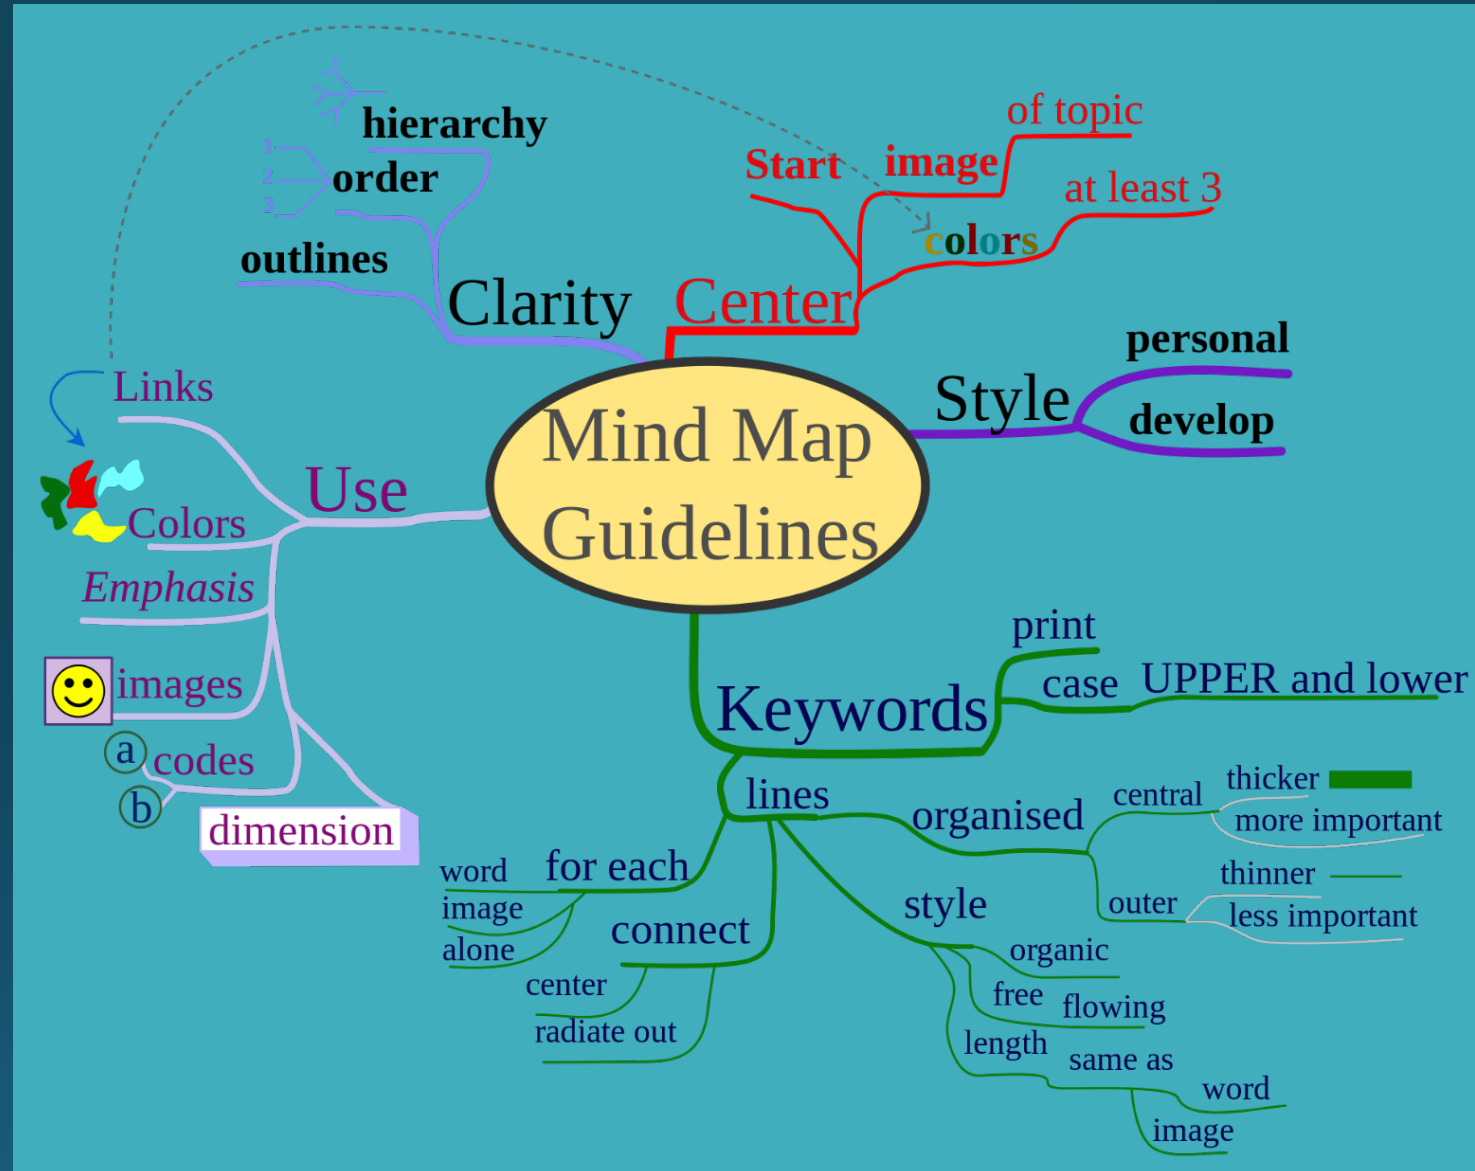 Mind Map
Guidelines
Center
Start
image
of topic
colors
at least 3
Style
personal
develop
Keywords
print
case
UPPER and lower
lines
organised
central
thicker
more important
outer
thinner
less important
style
organic
free flowing
length
same as
word
image
connect
center
radiate out
for each
word
image
alone
Use
Links
Colors
Emphasis
images
codes
a
b
dimension
Clarity
hierarchy
order
1
2
3
outlines